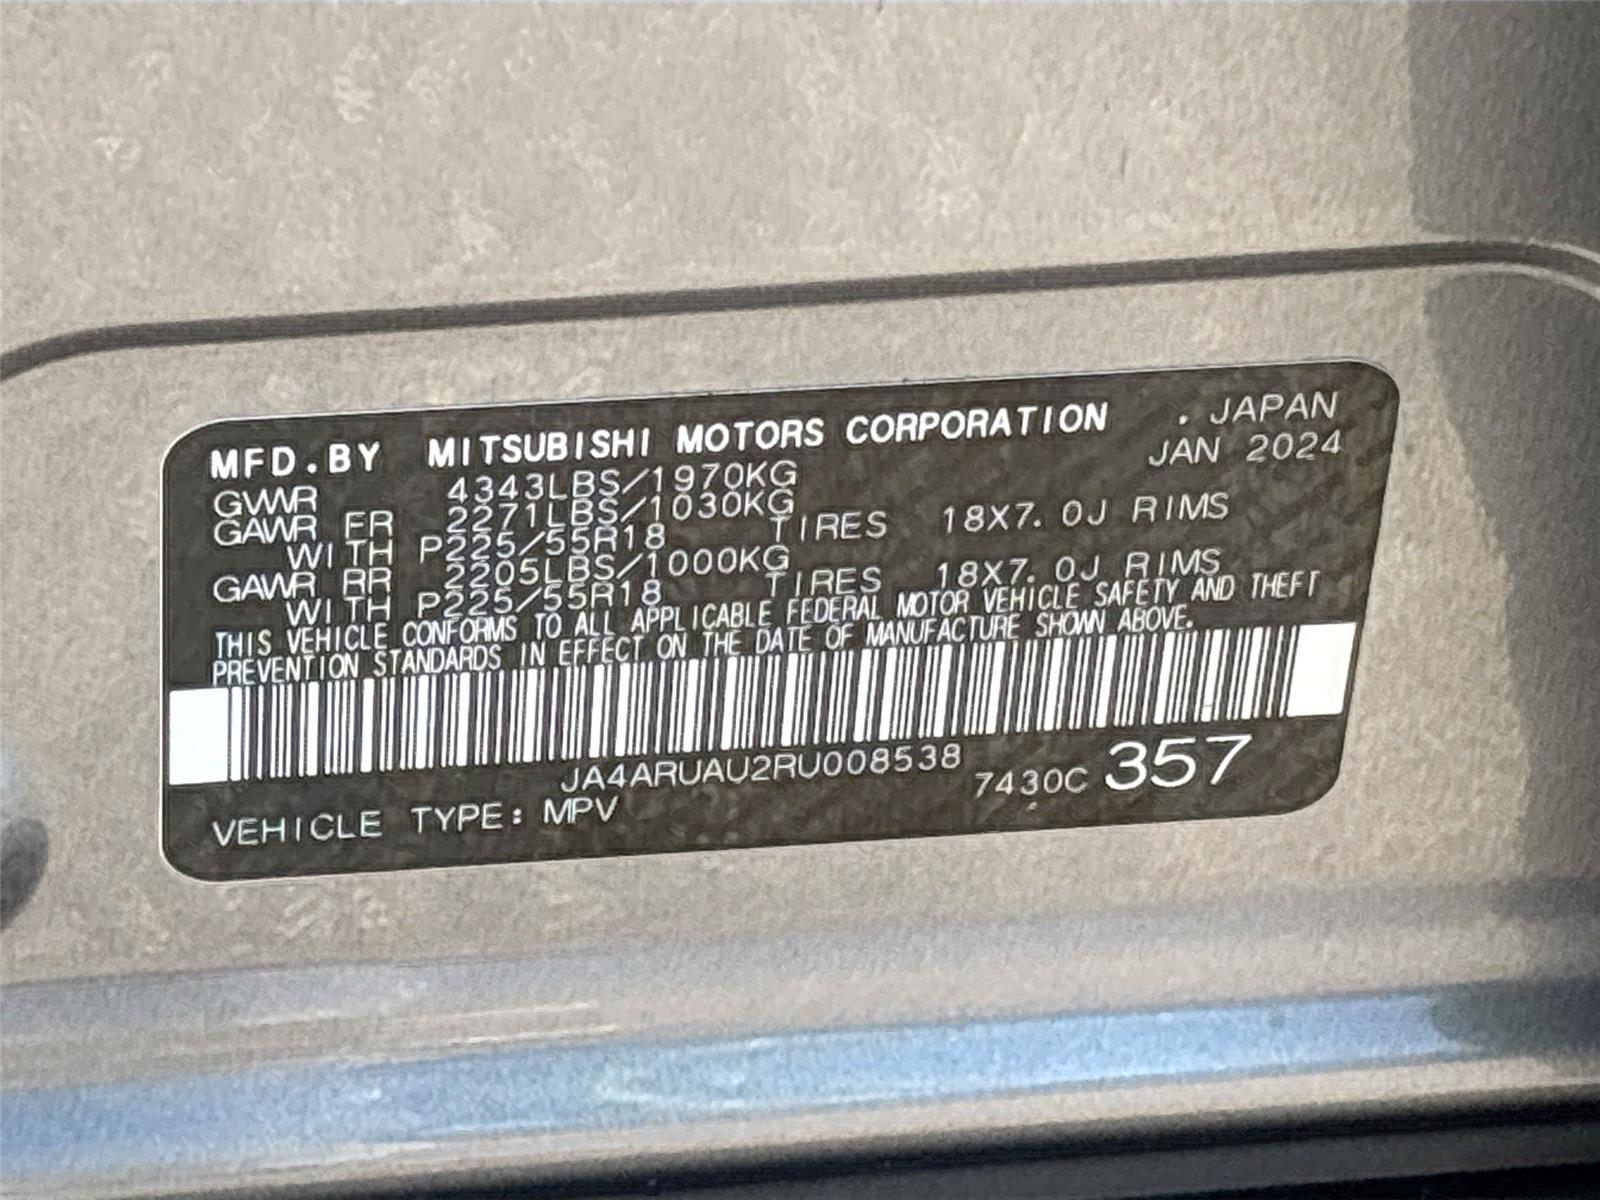 MFD.BY MITSUBISHI MOTORS CORPORATION . JAPAN
JAN 2024
GVWR 4343LBS/1970KG
GAWR FR 2271LBS/1030KG
WITH P225/55R18 TIRES 18X7.0J RIMS
GAWR RR 2205LBS/1000KG
WITH P225/55R18 TIRES 18X7.0J RIMS
THIS VEHICLE CONFORMS TO ALL APPLICABLE FEDERAL MOTOR VEHICLE SAFETY AND THEFT
PREVENTION STANDARDS IN EFFECT ON THE DATE OF MANUFACTURE SHOWN ABOVE.
JA4ARUAU2RU008538 7430C 357
VEHICLE TYPE: MPV